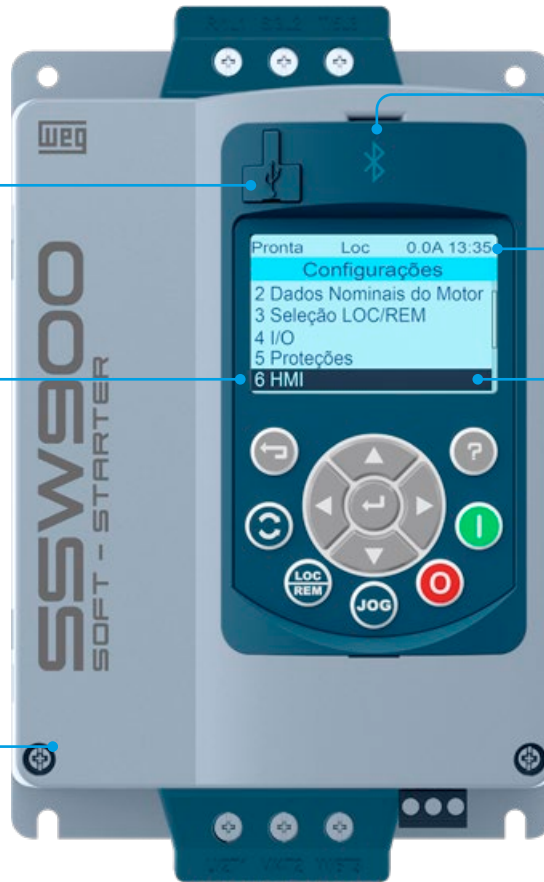 weg
Pronta Loc 0.0A 13:35
Configurações
2 Dados Nominais do Motor
3 Seleção LOC/REM
4 I/O
5 Proteções
6 HMI
?
LOC
REM
JOG
SSW900
SOFT - STARTER